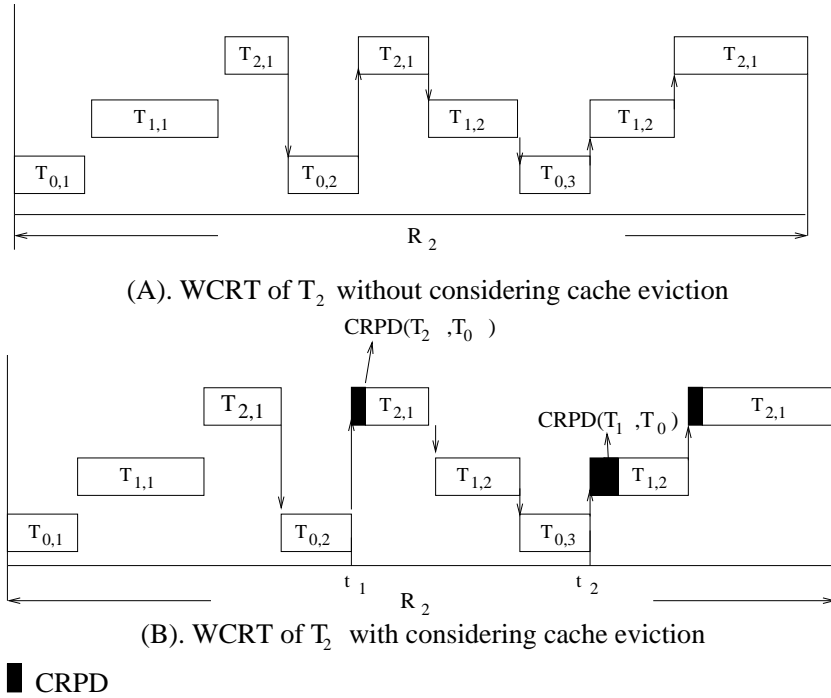 T2,1 T2,1 T2,1
T1,1 T1,2 T1,2
T0,1 T0,2 T0,3
R 2
(A). WCRT of T2 without considering cache eviction
CRPD(T2 ,T0 )
T2,1 T2,1 T2,1
CRPD(T1 ,T0 )
T1,1 T1,2 T1,2
T0,1 T0,2 T0,3
t 1 t 2
R 2
(B). WCRT of T2 with considering cache eviction
CRPD